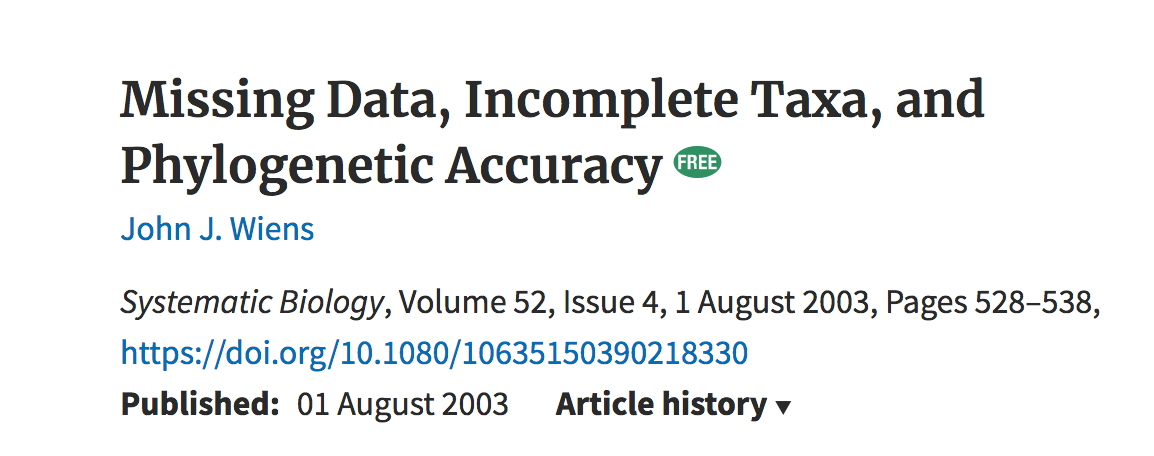 Missing Data, Incomplete Taxa, and
Phylogenetic Accuracy FREE
John J. Wiens
Systematic Biology, Volume 52, Issue 4, 1 August 2003, Pages 528–538,
https://doi.org/10.1080/10635150390218330
Published: 01 August 2003 Article history ▾